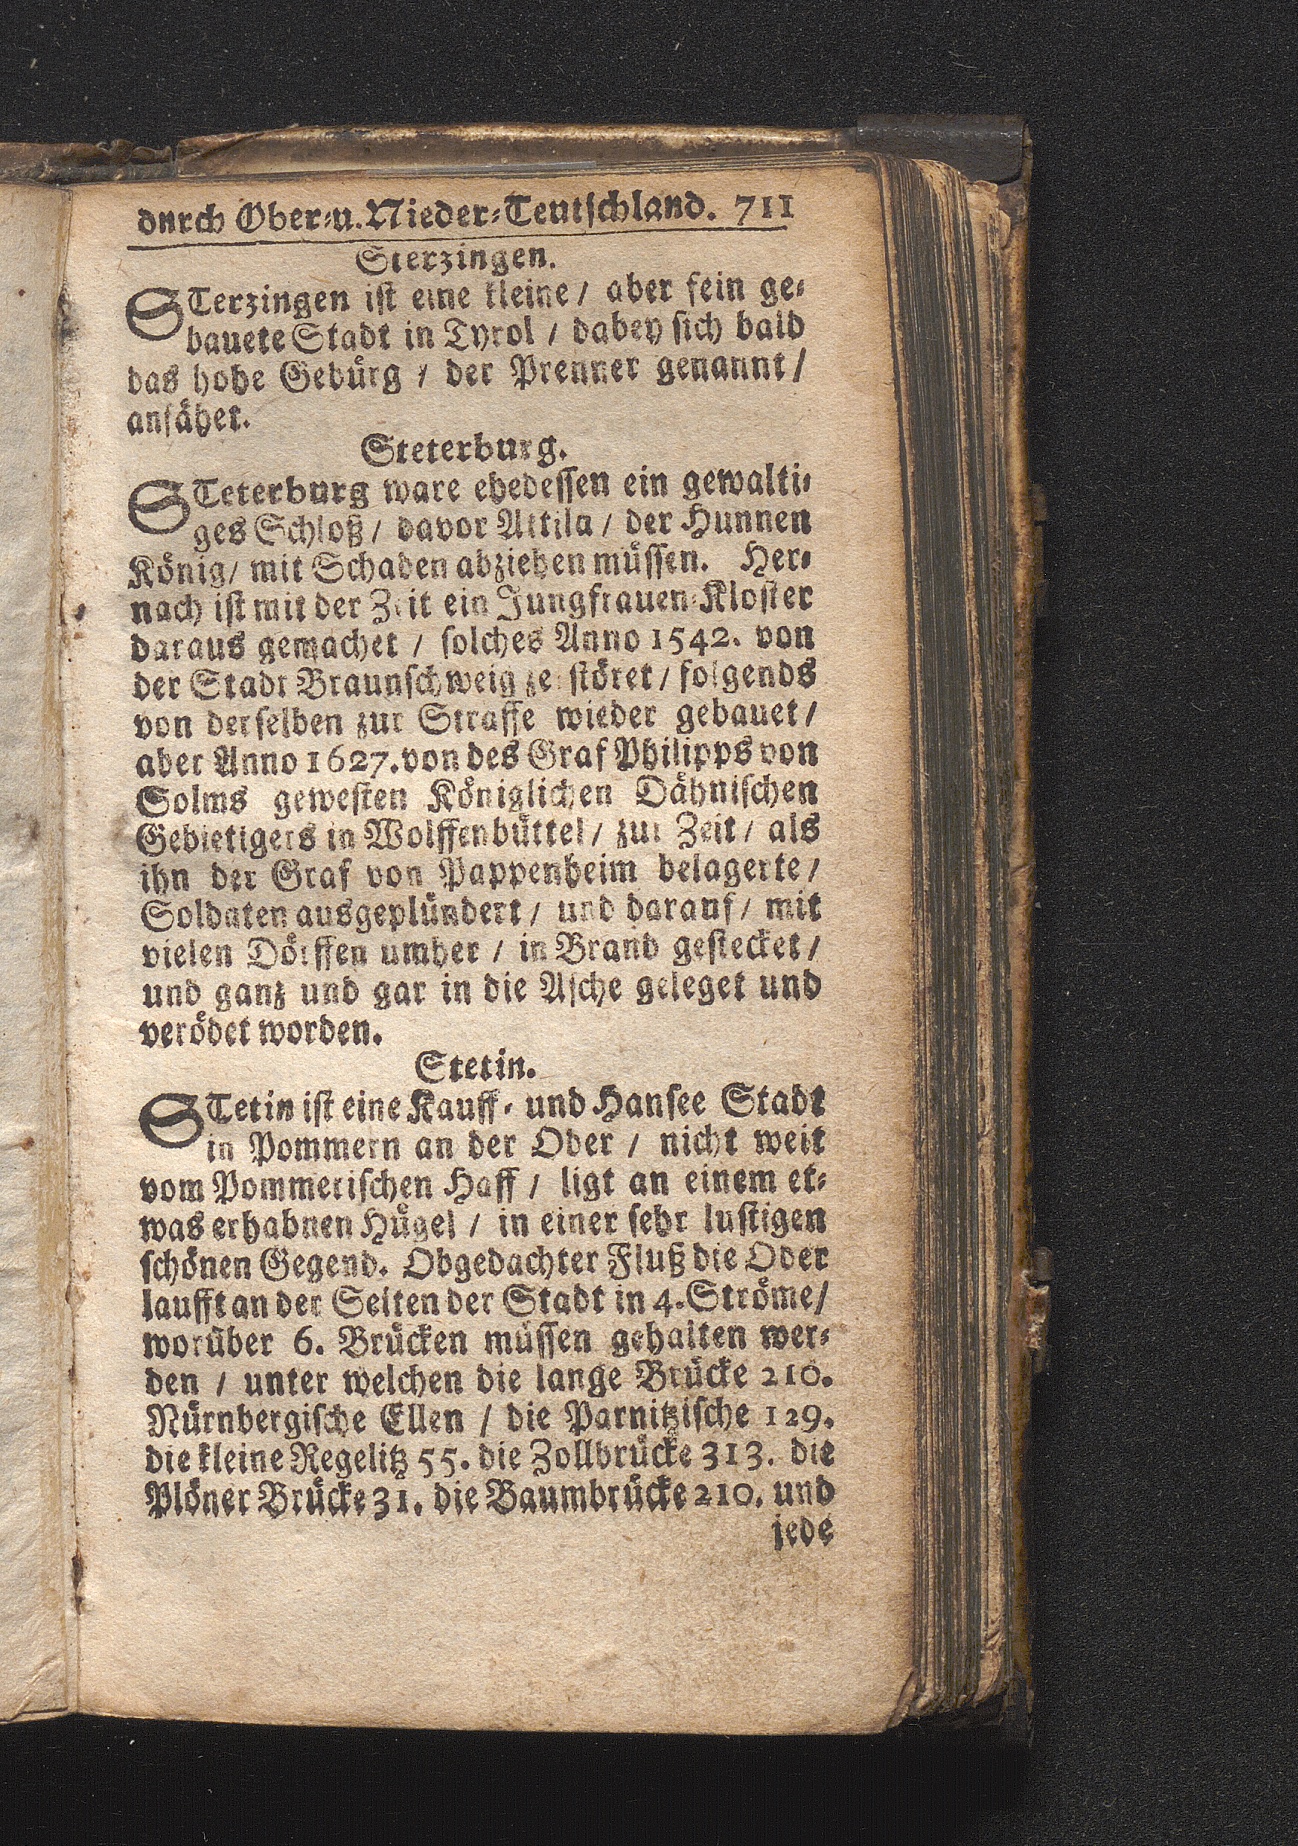 durch Ober-u. Nieder-Teutschland. 711
Sterzingen.
STerzingen ist eine kleine / aber fein ge-
bauete Stadt in Tyrol / dabey sich bald
das hohe Gebürg / der Prenner genannt /
anfähet.
Steterburg.
STeterburg ware ehedessen ein gewalti-
ges Schloß / davor Attila / der Hunnen
König / mit Schaden abziehen müssen. Her-
nach ist mit der Zeit ein Jungfrauen-Kloster
daraus gemachet / solches Anno 1542. von
der Stadt Braunschweig zerstöret / folgends
von derselben zur Straffe wieder gebauet /
aber Anno 1627. von des Graf Philipps von
Solms gewesten Königlichen Dähnischen
Gebietigers in Wolffenbüttel / zur Zeit / als
ihn der Graf von Pappenheim belagerte /
Soldaten ausgeplündert / und darauf / mit
vielen Dörffen umher / in Brand gestecket /
und ganz und gar in die Asche geleget und
verödet worden.
Stetin.
STetin ist eine Kauff- und Hansee Stadt
in Pommern an der Oder / nicht weit
vom Pommerischen Haff / ligt an einem et-
was erhabnen Hügel / in einer sehr lustigen
schönen Gegend. Obgedachter Fluß die Oder
laufft an der Seiten der Stadt in 4. Ströme /
worüber 6. Brücken müssen gehalten wer-
den / unter welchen die lange Brücke 210.
Nürnbergische Ellen / die Parnitzische 129.
die kleine Regelitz 55. die Zollbrücke 313. die
Plöner Brücke 31. die Baumbrücke 210. und
jede